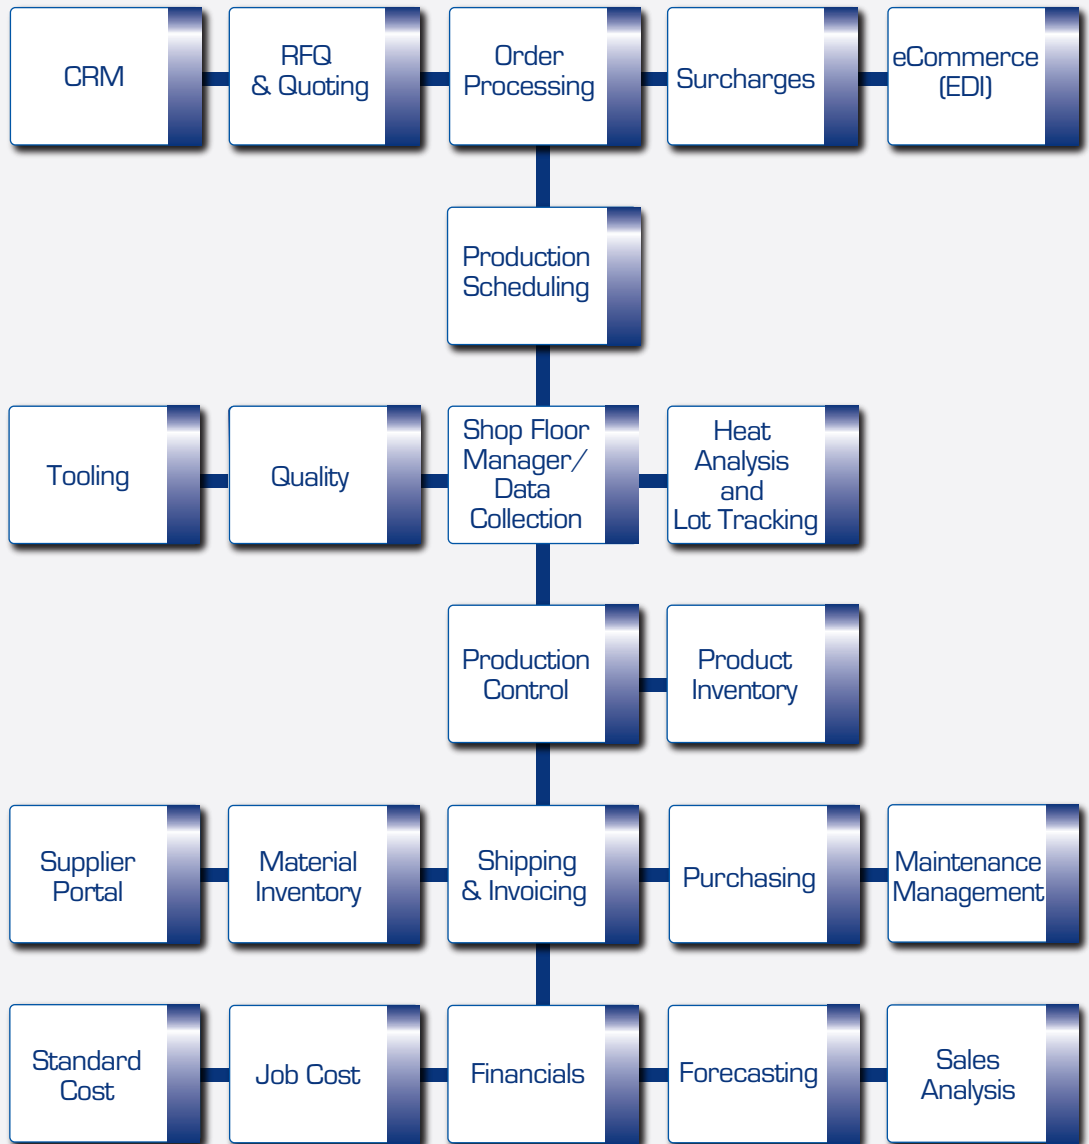 CRM
RFQ
& Quoting
Order
Processing
Surcharges
eCommerce
(EDI)
Production
Scheduling
Tooling
Quality
Shop Floor
Manager/
Data
Collection
Heat
Analysis
and
Lot Tracking
Production
Control
Product
Inventory
Supplier
Portal
Material
Inventory
Shipping
& Invoicing
Purchasing
Maintenance
Management
Standard
Cost
Job Cost
Financials
Forecasting
Sales
Analysis